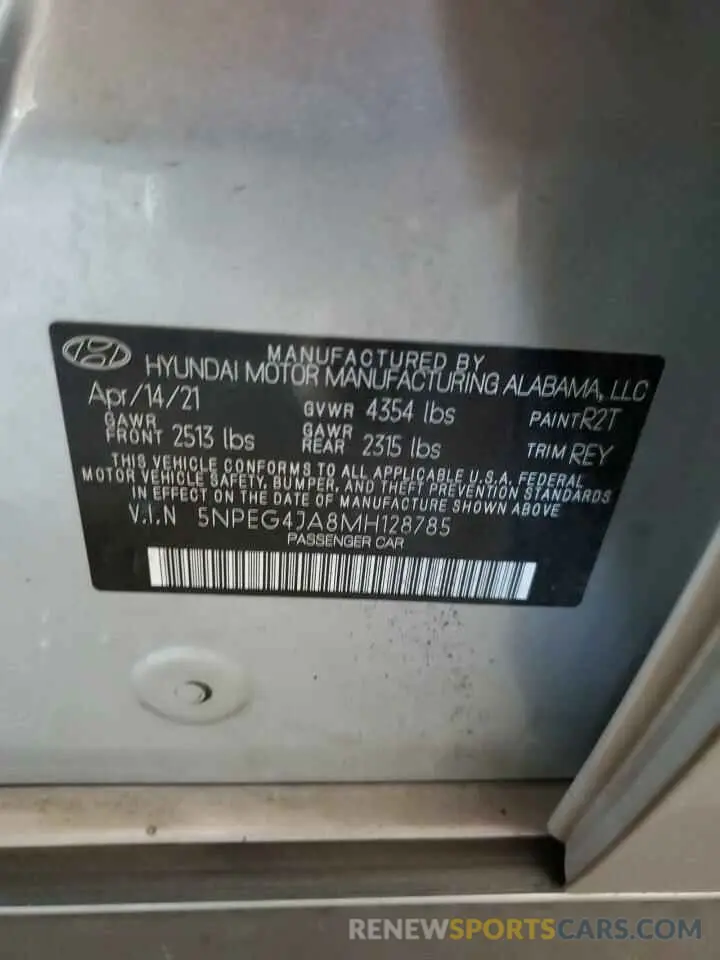 MANUFACTURED BY
HYUNDAI MOTOR MANUFACTURING ALABAMA, LLC
Apr/14/21 GVWR 4354 lbs PAINT R2T
GAWR FRONT 2513 lbs GAWR REAR 2315 lbs TRIM REY
THIS VEHICLE CONFORMS TO ALL APPLICABLE U.S.A. FEDERAL
MOTOR VEHICLE SAFETY, BUMPER, AND THEFT PREVENTION STANDARDS
IN EFFECT ON THE DATE OF MANUFACTURE SHOWN ABOVE
V.I.N 5NPEG4JA8MH128785
PASSENGER CAR
RENEWSPORTSCARS.COM